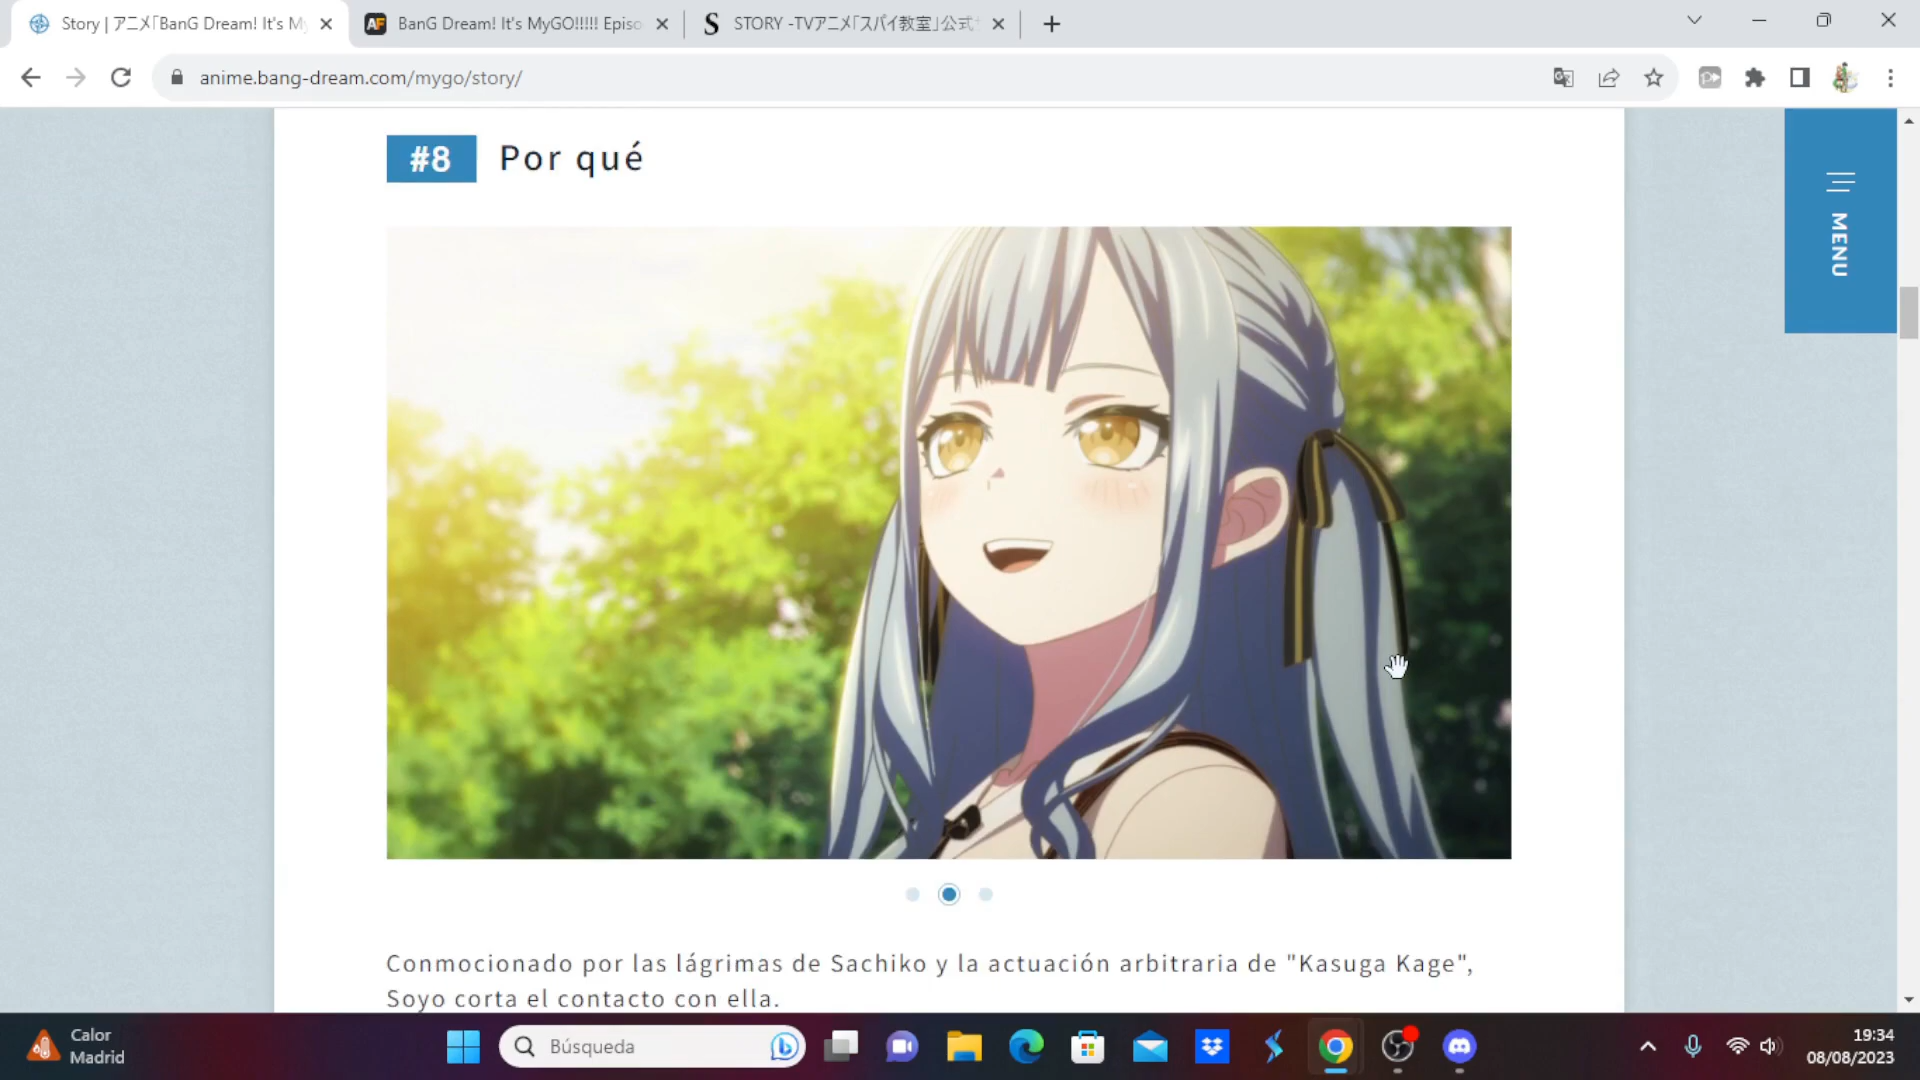 Story | アニメ「BanG Dream! It's My
BanG Dream! It's MyGO!!!!! Episo
STORY -TVアニメ「スパイ教室」公式サ
anime.bang-dream.com/mygo/story/
MENU
#8 Por qué
Conmocionado por las lágrimas de Sachiko y la actuación arbitraria de "Kasuga Kage",
Soyo corta el contacto con ella.
Calor
Madrid
Búsqueda
19:34
08/08/2023